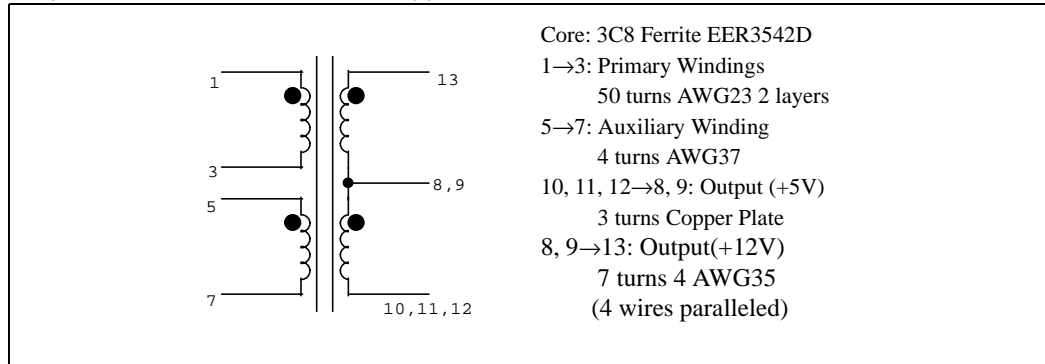 Core: 3C8 Ferrite EER3542D
1→3: Primary Windings
50 turns AWG23 2 layers
5→7: Auxiliary Winding
4 turns AWG37
10, 11, 12→8, 9: Output (+5V)
3 turns Copper Plate
8, 9→13: Output(+12V)
7 turns 4 AWG35
(4 wires paralleled)
1
13
3
8,9
5
7
10,11,12